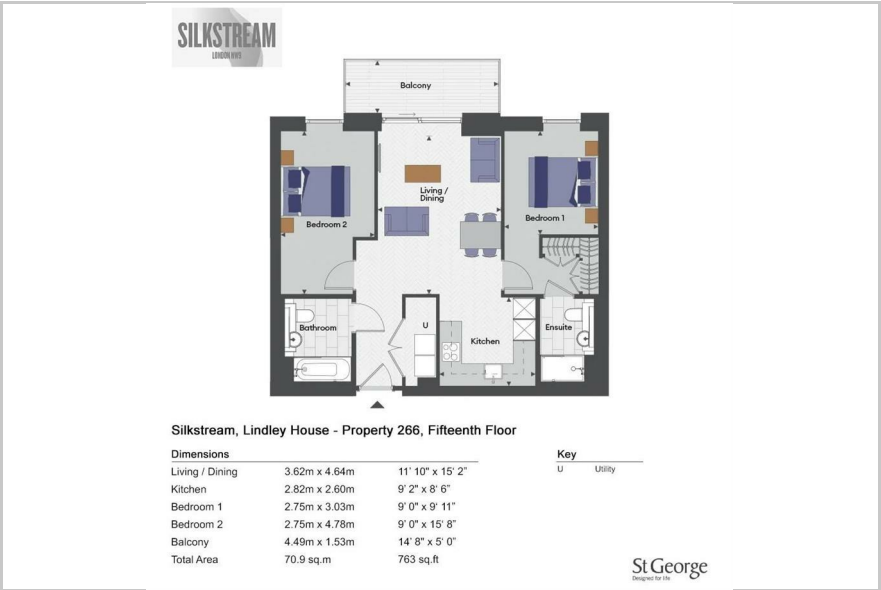 SILKSTREAM
LONDON NW9
Balcony
Living /
Dining
Bedroom 2
Bedroom 1
Bathroom
U
Kitchen
Ensuite
Silkstream, Lindley House - Property 266, Fifteenth Floor
Dimensions
Living / Dining 3.62m x 4.64m 11' 10" x 15' 2"
Kitchen 2.82m x 2.60m 9' 2" x 8' 6"
Bedroom 1 2.75m x 3.03m 9' 0" x 9' 11"
Bedroom 2 2.75m x 4.78m 9' 0" x 15' 8"
Balcony 4.49m x 1.53m 14' 8" x 5' 0"
Total Area 70.9 sq.m 763 sq.ft
Key
U Utility
St George
Designed for life